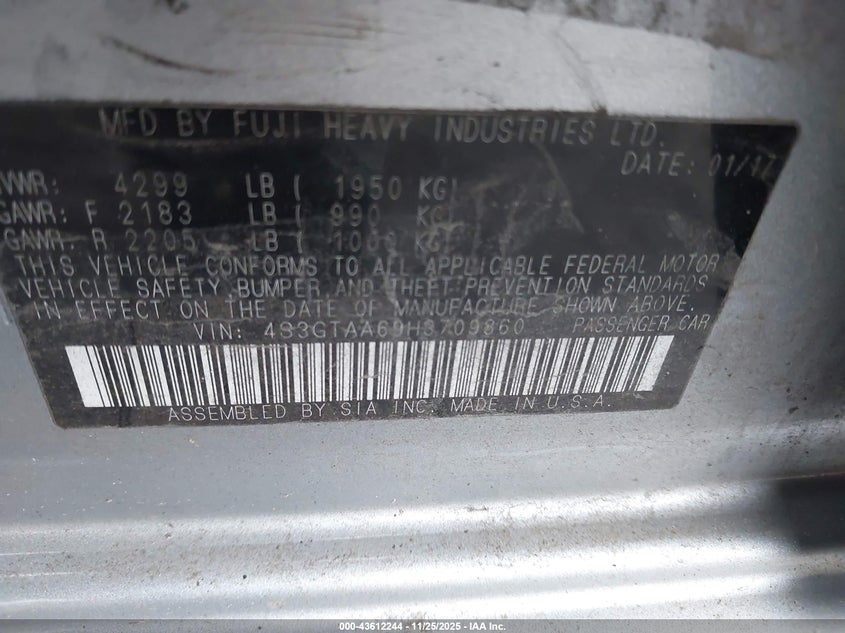 MFD BY FUJI HEAVY INDUSTRIES LTD.
DATE: 01/17
VWR: 4299 LB ( 1950 KG)
GAWR: F 2183 LB ( 990 KG)
GAWR: R 2205 LB ( 1000 KG)
THIS VEHICLE CONFORMS TO ALL APPLICABLE FEDERAL MOTOR
VEHICLE SAFETY, BUMPER AND THEFT PREVENTION STANDARDS
IN EFFECT ON THE DATE OF MANUFACTURE SHOWN ABOVE.
VIN: 4S3GTAA69H3709860 PASSENGER CAR
ASSEMBLED BY SIA INC. MADE IN U.S.A.
000-43612244 - 11/25/2025 - IAA Inc.